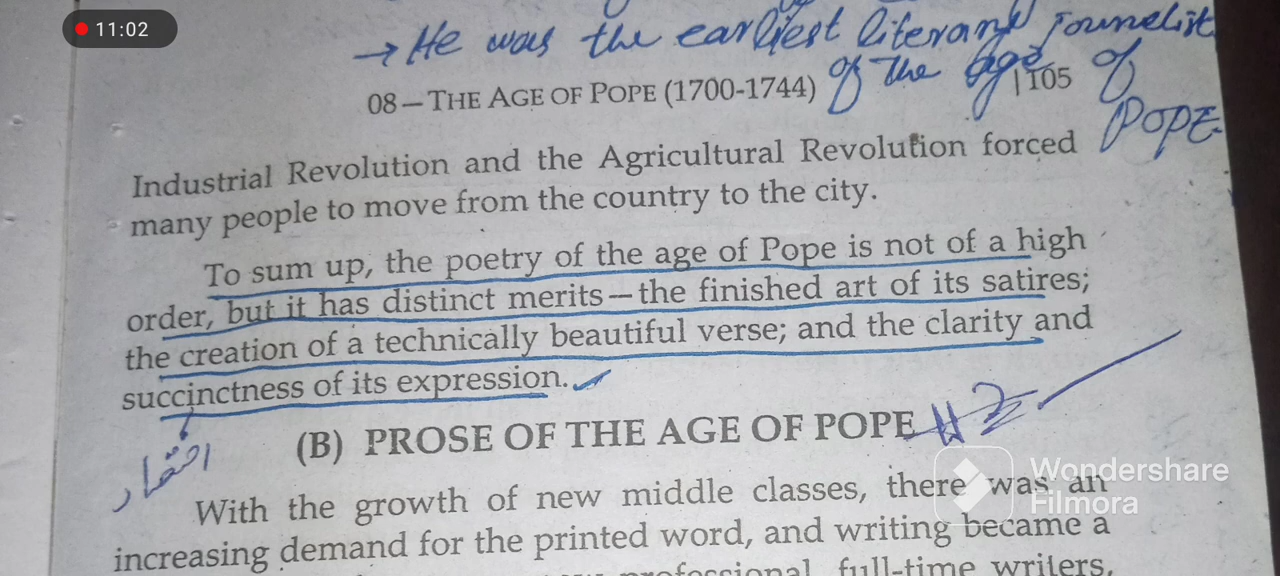 11:02
→ He was the earliest literary journelist
of the age of
POPE
08—THE AGE OF POPE (1700-1744) | 105
Industrial Revolution and the Agricultural Revolution forced
many people to move from the country to the city.
To sum up, the poetry of the age of Pope is not of a high
order, but it has distinct merits—the finished art of its satires;
the creation of a technically beautiful verse; and the clarity and
succinctness of its expression.
اختصار
(B) PROSE OF THE AGE OF POPE
Wondershare
Filmora
With the growth of new middle classes, there was an
increasing demand for the printed word, and writing became a
professional, full-time writers,